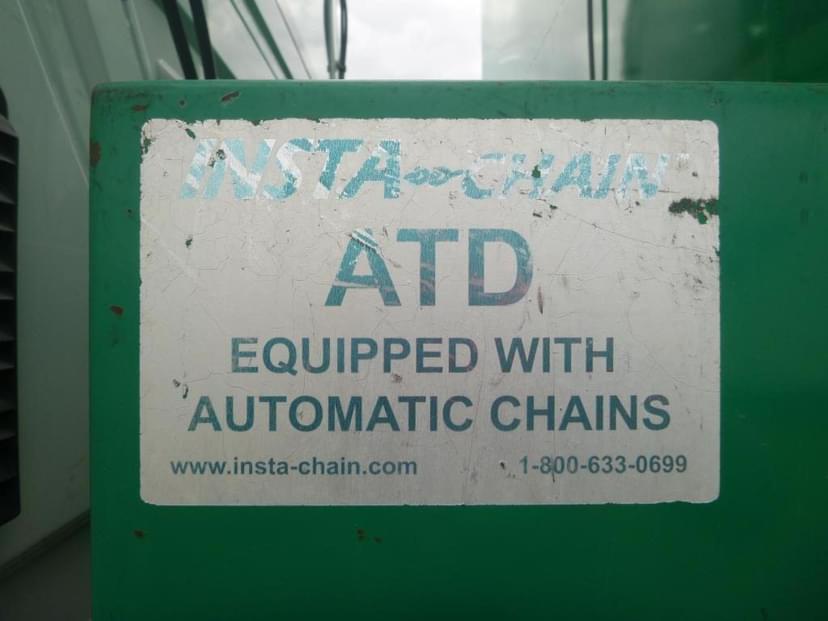 INSTA-CHAIN
ATD
EQUIPPED WITH
AUTOMATIC CHAINS
www.insta-chain.com 1-800-633-0699